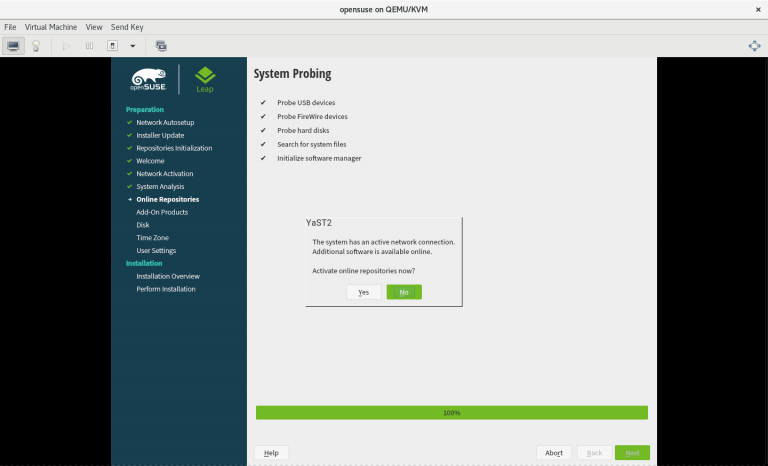 opensuse on QEMU/KVM
File Virtual Machine View Send Key
openSUSE
Leap
Preparation
Network Autosetup
Installer Update
Repositories Initialization
Welcome
Network Activation
System Analysis
Online Repositories
Add-On Products
Disk
Time Zone
User Settings
Installation
Installation Overview
Perform Installation
System Probing
Probe USB devices
Probe FireWire devices
Probe hard disks
Search for system files
Initialize software manager
YaST2
The system has an active network connection.
Additional software is available online.
Activate online repositories now?
Yes No
100%
Help Abort Back Next